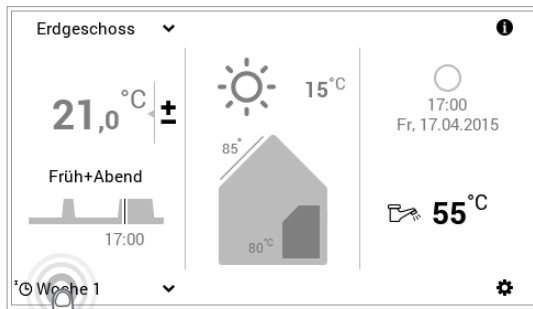 Erdgeschoss
21,0 °C ±
Früh+Abend
17:00
Woche 1
15°C
85°
80°C
17:00
Fr, 17.04.2015
55°C